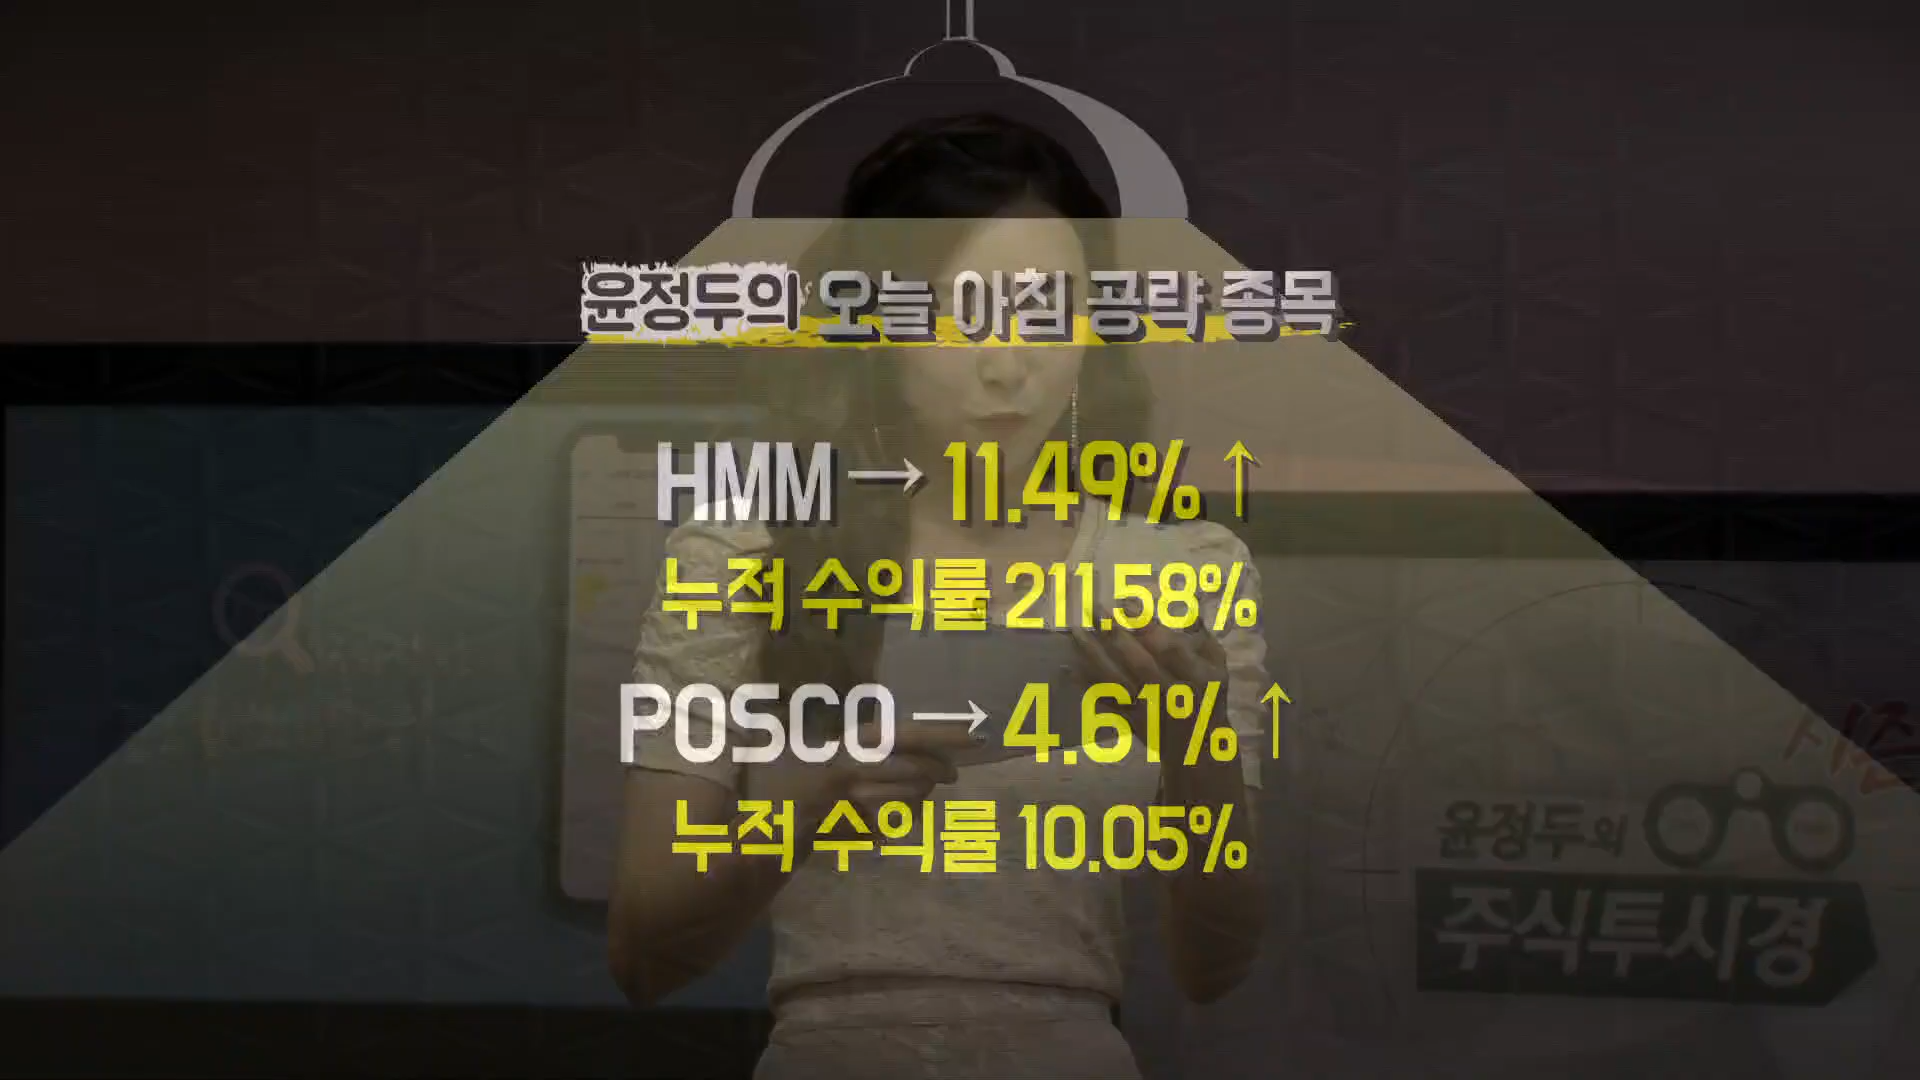 윤정두의 오늘 아침 공략 종목
HMM → 11.49% ↑
누적 수익률 211.58%
POSCO → 4.61% ↑
누적 수익률 10.05%
윤정두의
주식투시경